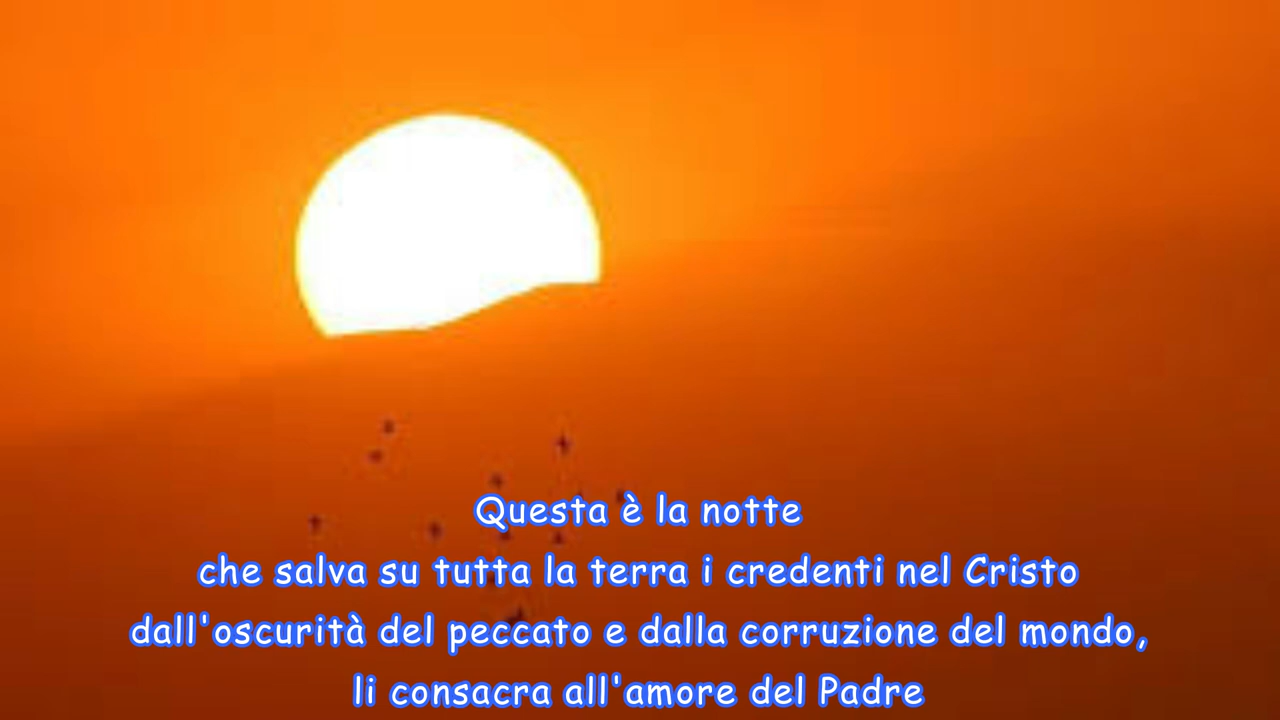 Questa è la notte
che salva su tutta la terra i credenti nel Cristo
dall'oscurità del peccato e dalla corruzione del mondo,
li consacra all'amore del Padre